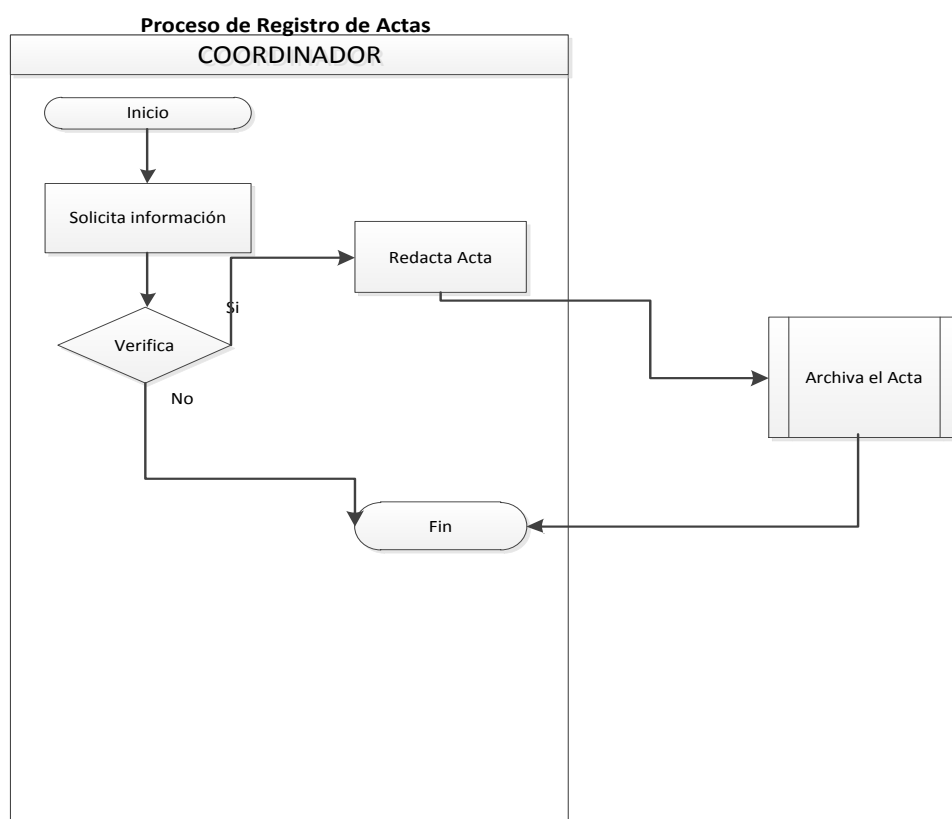 Proceso de Registro de Actas
COORDINADOR
Inicio
Solicita información
Redacta Acta
Si
Verifica
Archiva el Acta
No
Fin